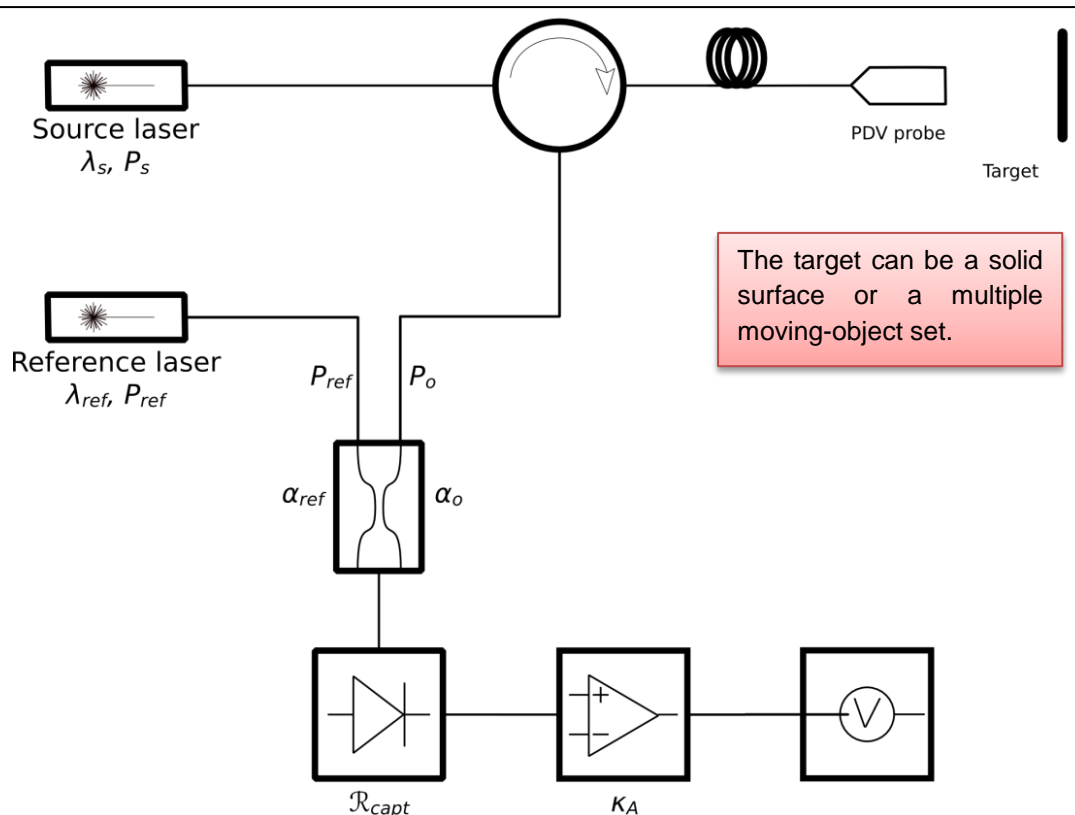 Source laser
λs, Ps
PDV probe
Target
The target can be a solid
surface or a multiple
moving-object set.
Reference laser
λref, Pref
Pref
Po
αref
αo
+
−
V
ℛcapt
κA